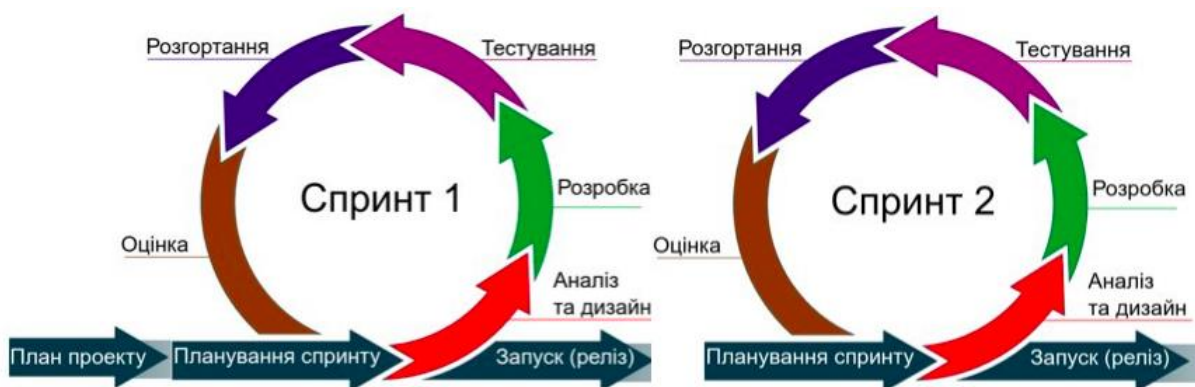 Розгортання
Тестування
Спринт 1
Розробка
Оцінка
Аналіз
та дизайн
План проекту
Планування спринту
Запуск (реліз)
Розгортання
Тестування
Спринт 2
Розробка
Оцінка
Аналіз
та дизайн
Планування спринту
Запуск (реліз)